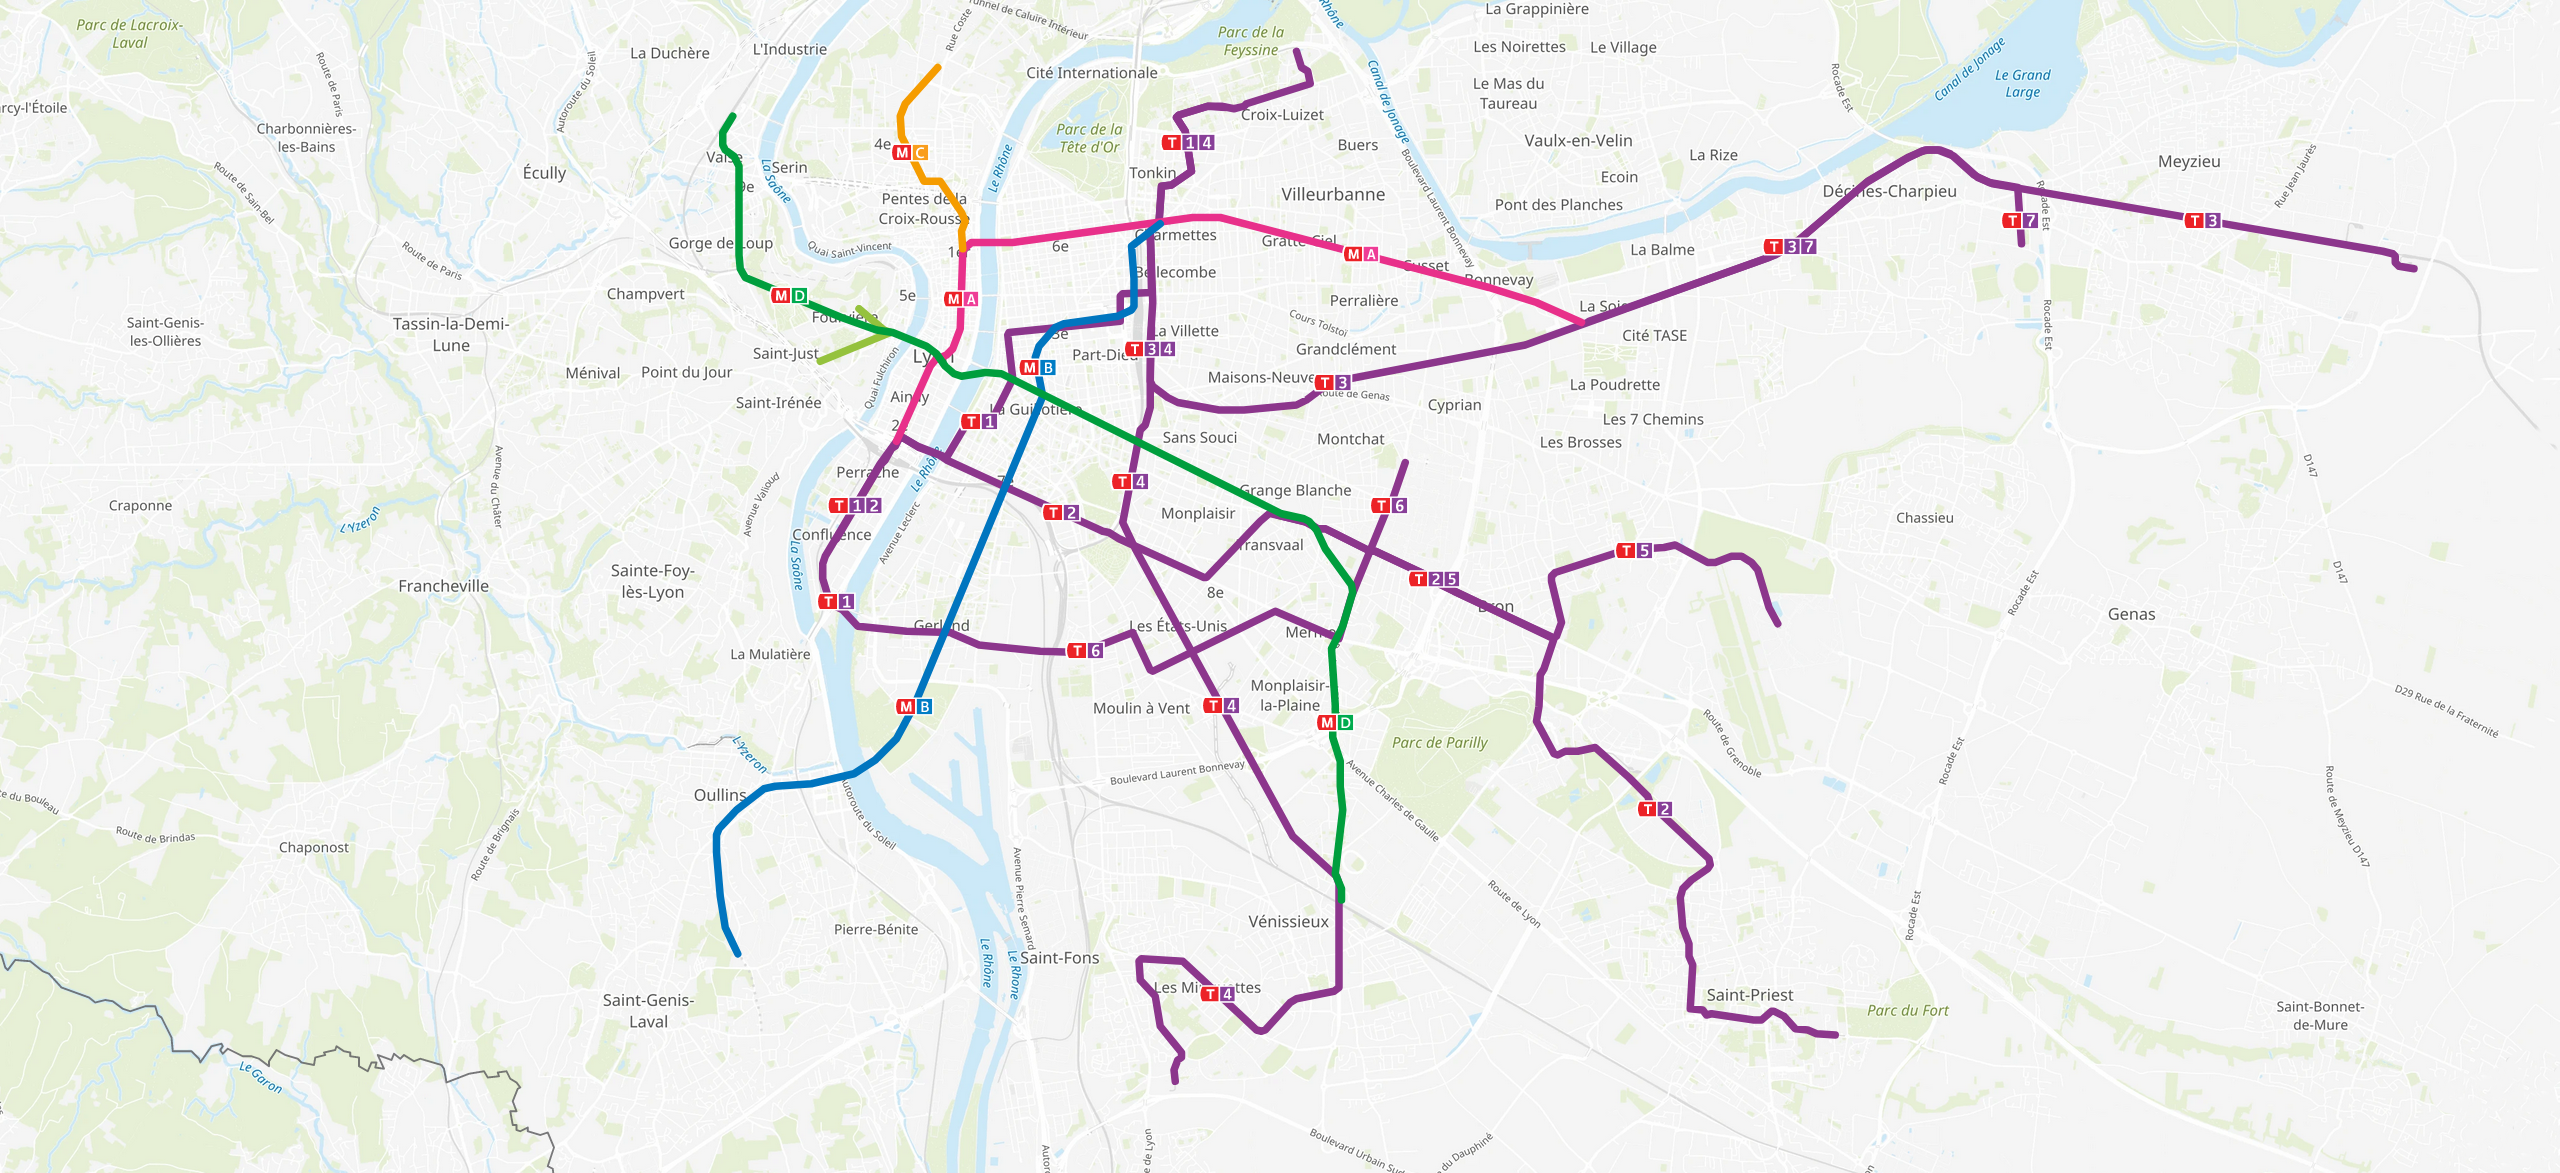 Parc de Lacroix-
Laval
La Duchère
L'Industrie
Rue Coste
Tunnel de Caluire Intérieur
Le Rhône
Parc de la
Feyssine
La Grappinière
Les Noirettes
Le Village
Cité Internationale
Le Mas du
Taureau
Canal de Jonage
Rocade Est
Canal de Jonage
Le Grand
Large
Route de Paris
Autoroute du Soleil
arcy-l'Étoile
Charbonnières-
les-Bains
Croix-Luizet
Parc de la
Tête d'Or
T 1 4
Buers
Vaulx-en-Velin
La Rize
Meyzieu
Rue Jean Jaurès
4e
M C
Vaise
9e
Serin
La Saône
Le Rhône
Écully
Route de Sain-Bel
Tonkin
Villeurbanne
Boulevard Laurent Bonnevay
Ecoin
Pont des Planches
Décines-Charpieu
Rocade Est
Pentes de la
Croix-Rousse
T 7
T 3
Gorge de Loup
Quai Saint-Vincent
1er
6e
Charmettes
Gratte-Ciel
M A
Cusset
Bonnevay
La Balme
T 3 7
Route de Paris
Bellecombe
Champvert
M D
5e
M A
Perralière
La Soie
Rocade Est
Saint-Genis-
les-Ollières
Tassin-la-Demi-
Lune
Fourvière
3e
La Villette
Cours Tolstoï
Cité TASE
Saint-Just
Lyon
Part-Dieu
T 3 4
Grandclément
Ménival
Point du Jour
Quai Fulchiron
M B
Maisons-Neuves
T 3
Route de Genas
La Poudrette
Saint-Irénée
Ainay
La Guillotière
Cyprian
T 1
Les 7 Chemins
2e
Sans Souci
Montchat
Les Brosses
Perrache
Le Rhône
7e
T 4
Grange Blanche
D147
Avenue du Châter
Avenue Valioud
Craponne
L'Yzeron
T 1 2
T 2
Monplaisir
T 6
Chassieu
Confluence
Avenue Leclerc
Transvaal
T 5
La Saône
Francheville
Sainte-Foy-
lès-Lyon
8e
T 2 5
Bron
D147
Rocade Est
Genas
T 1
Gerland
Les États-Unis
Mermoz
La Mulatière
T 6
Monplaisir-
la-Plaine
D29 Rue de la Fraternité
M B
Moulin à Vent
T 4
M D
Parc de Parilly
Route de Grenoble
L'Yzeron
Boulevard Laurent Bonnevay
Avenue Charles de Gaulle
Rocade Est
Oullins
Autoroute du Soleil
T 2
Route de Meyzieu D147
te du Bouleau
Route de Brindas
Route de Brignais
Chaponost
Avenue Pierre Semard
Route de Lyon
Rocade Est
Pierre-Bénite
Vénissieux
Saint-Fons
Le Rhône
Le Rhône
Les Minguettes
T 4
Saint-Genis-
Laval
Saint-Priest
Parc du Fort
Saint-Bonnet-
de-Mure
Le Garon
Boulevard Urbain Sud
du Dauphiné
de Lyon
Autoro